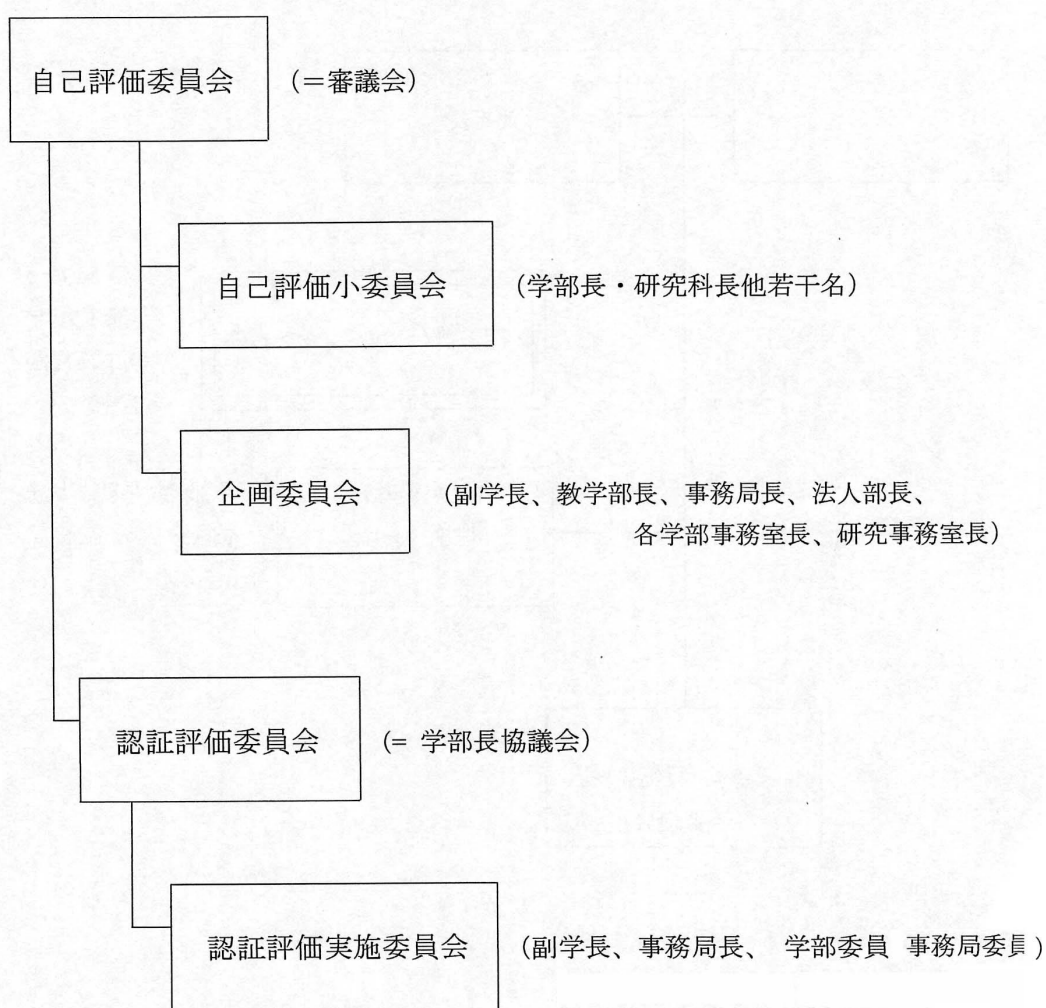 自己評価委員会 (＝審議会)
自己評価小委員会 (学部長・研究科長他若干名)
企画委員会 (副学長、教学部長、事務局長、法人部長、
各学部事務室長、研究事務室長)
認証評価委員会 (= 学部長協議会)
認証評価実施委員会 (副学長、事務局長、 学部委員 事務局委員)